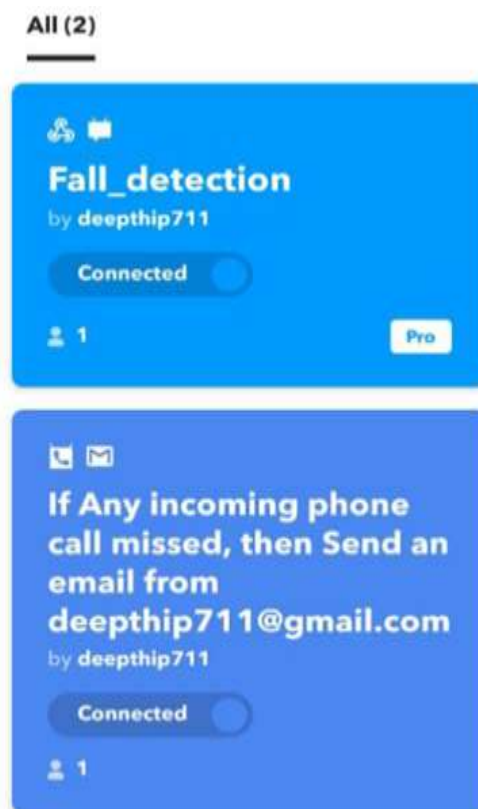 All (2)
Fall_detection
by deepthip711
Connected
1
Pro
If Any incoming phone
call missed, then Send an
email from
deepthip711@gmail.com
by deepthip711
Connected
1